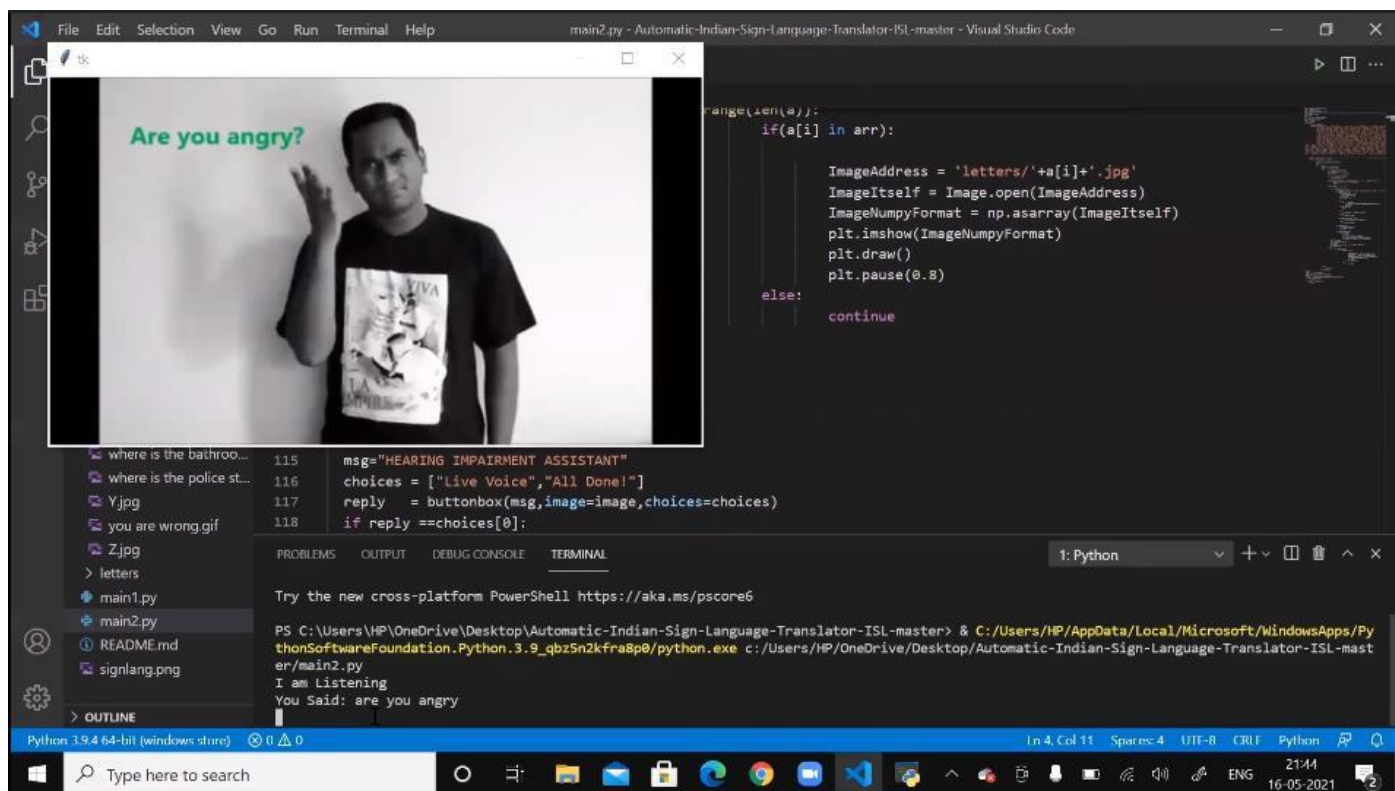 File Edit Selection View Go Run Terminal Help main2.py - Automatic-Indian-Sign-Language-Translator-ISL-master - Visual Studio Code
tk
Are you angry?
VIVA
LA
range(len(a)):
if(a[i] in arr):
ImageAddress = 'letters/'+a[i]+'.jpg'
ImageItself = Image.open(ImageAddress)
ImageNumpyFormat = np.asarray(ImageItself)
plt.imshow(ImageNumpyFormat)
plt.draw()
plt.pause(0.8)
else:
continue
where is the bathroo...
where is the police st...
Y.jpg
you are wrong.gif
Z.jpg
> letters
main1.py
main2.py
README.md
signlang.png
> OUTLINE
115 msg="HEARING IMPAIRMENT ASSISTANT"
116 choices = ["Live Voice","All Done!"]
117 reply = buttonbox(msg,image=image,choices=choices)
118 if reply ==choices[0]:
PROBLEMS OUTPUT DEBUG CONSOLE TERMINAL 1: Python
Try the new cross-platform PowerShell https://aka.ms/pscore6
PS C:\Users\HP\OneDrive\Desktop\Automatic-Indian-Sign-Language-Translator-ISL-master> & C:/Users/HP/AppData/Local/Microsoft/WindowsApps/Py
thonSoftwareFoundation.Python.3.9_qbz5n2kfra8p0/python.exe c:/Users/HP/OneDrive/Desktop/Automatic-Indian-Sign-Language-Translator-ISL-mast
er/main2.py
I am Listening
You Said: are you angry
Python 3.9.4 64-bit (windows store) 0 0 Ln 4, Col 11 Spaces: 4 UTF-8 CRLF Python
Type here to search ENG 21:44
16-05-2021 2